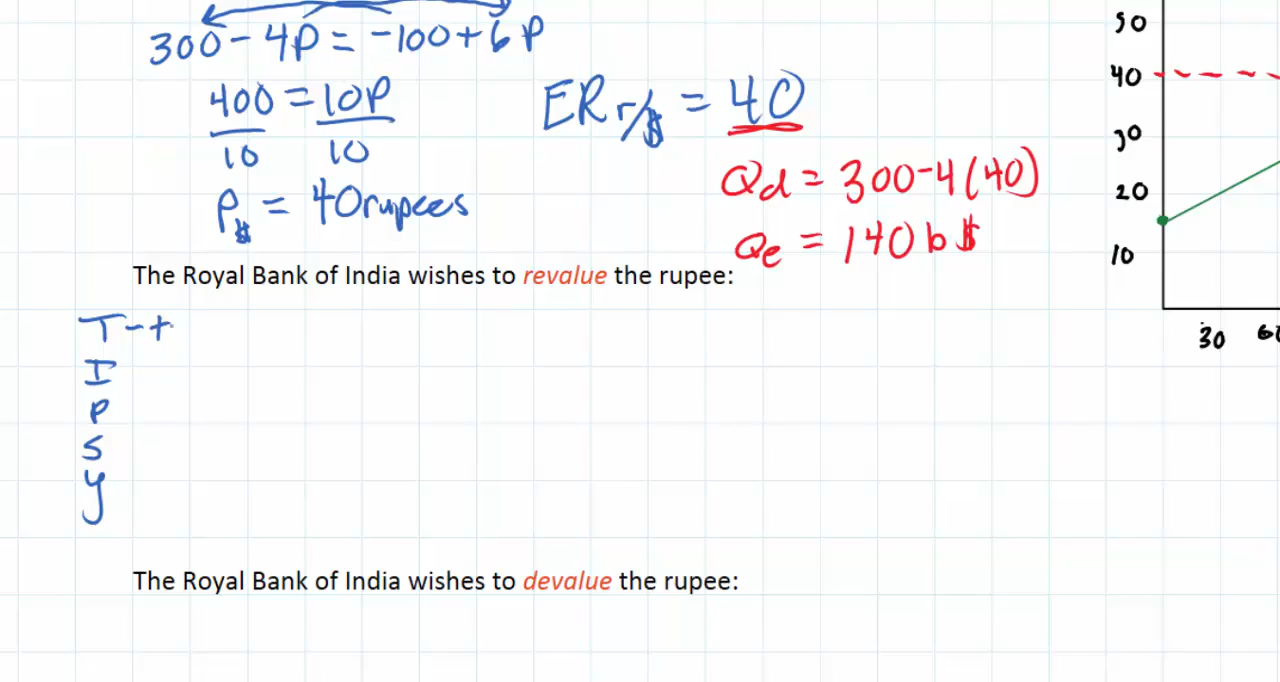 300 - 4P = -100 + 6P
400 = 10P
10 10
P$ = 40 rupees
ER r/$ = 40
Qd = 300 - 4(40)
Qe = 140 b $
The Royal Bank of India wishes to revalue the rupee:
T - t
I
P
S
Y
The Royal Bank of India wishes to devalue the rupee:
50
40
30
20
10
30 60